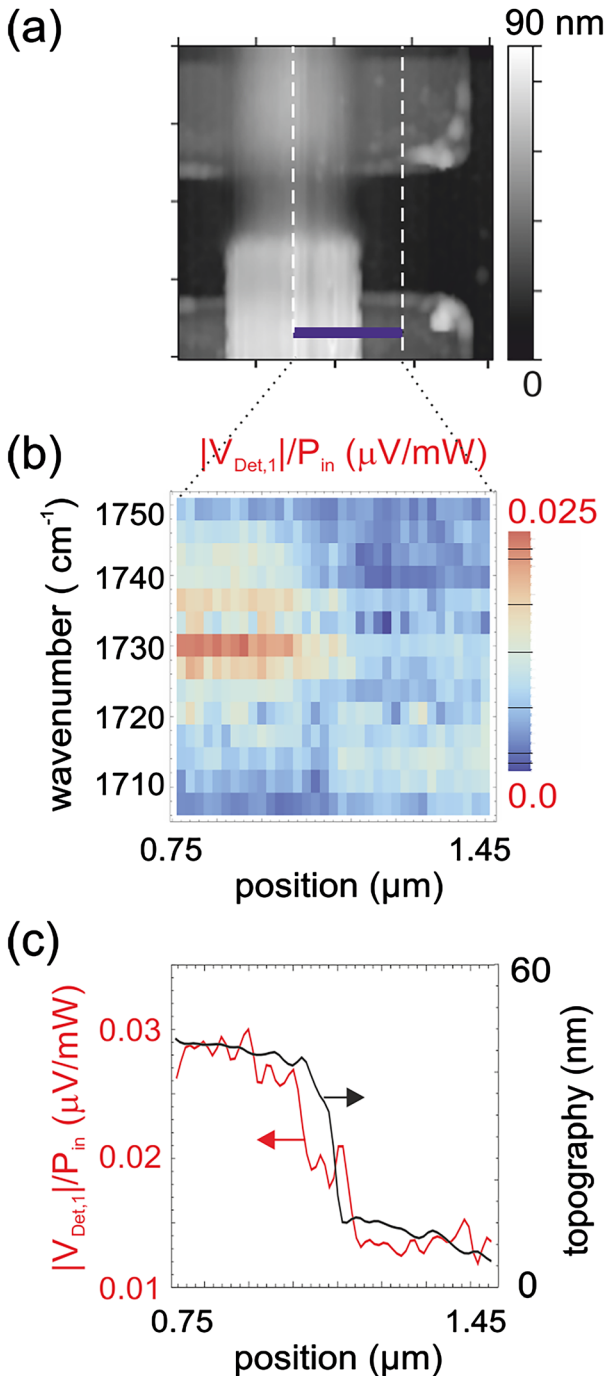 (a)
90 nm
0
(b)
|V_Det,1|/P_in (µV/mW)
wavenumber ( cm⁻¹)
1750
1740
1730
1720
1710
0.025
0.0
0.75
1.45
position (µm)
(c)
|V_Det,1|/P_in (µV/mW)
0.03
0.02
0.01
60
0
topography (nm)
0.75
1.45
position (µm)